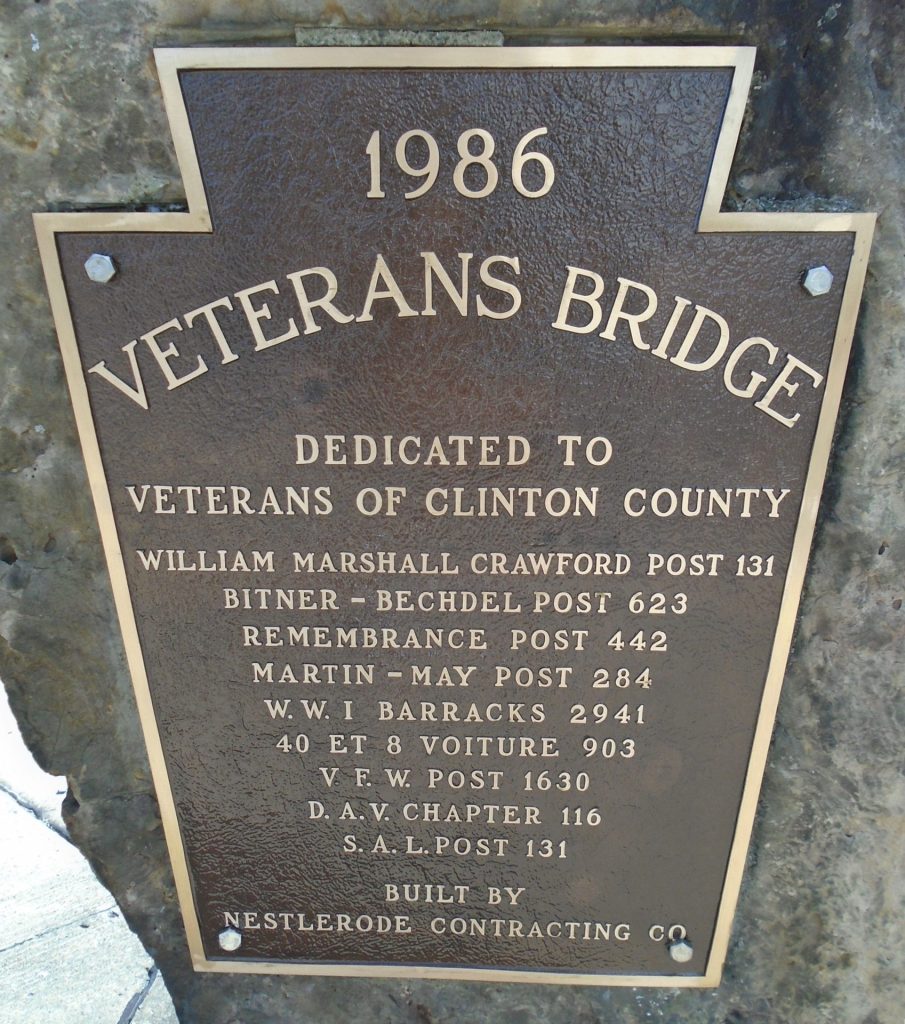 1986
VETERANS BRIDGE
DEDICATED TO
VETERANS OF CLINTON COUNTY
WILLIAM MARSHALL CRAWFORD POST 131
BITNER - BECHDEL POST 623
REMEMBRANCE POST 442
MARTIN - MAY POST 284
W. W. I BARRACKS 2941
40 ET 8 VOITURE 903
V F. W. POST 1630
D. A. V. CHAPTER 116
S. A. L. POST 131
BUILT BY
NESTLERODE CONTRACTING CO